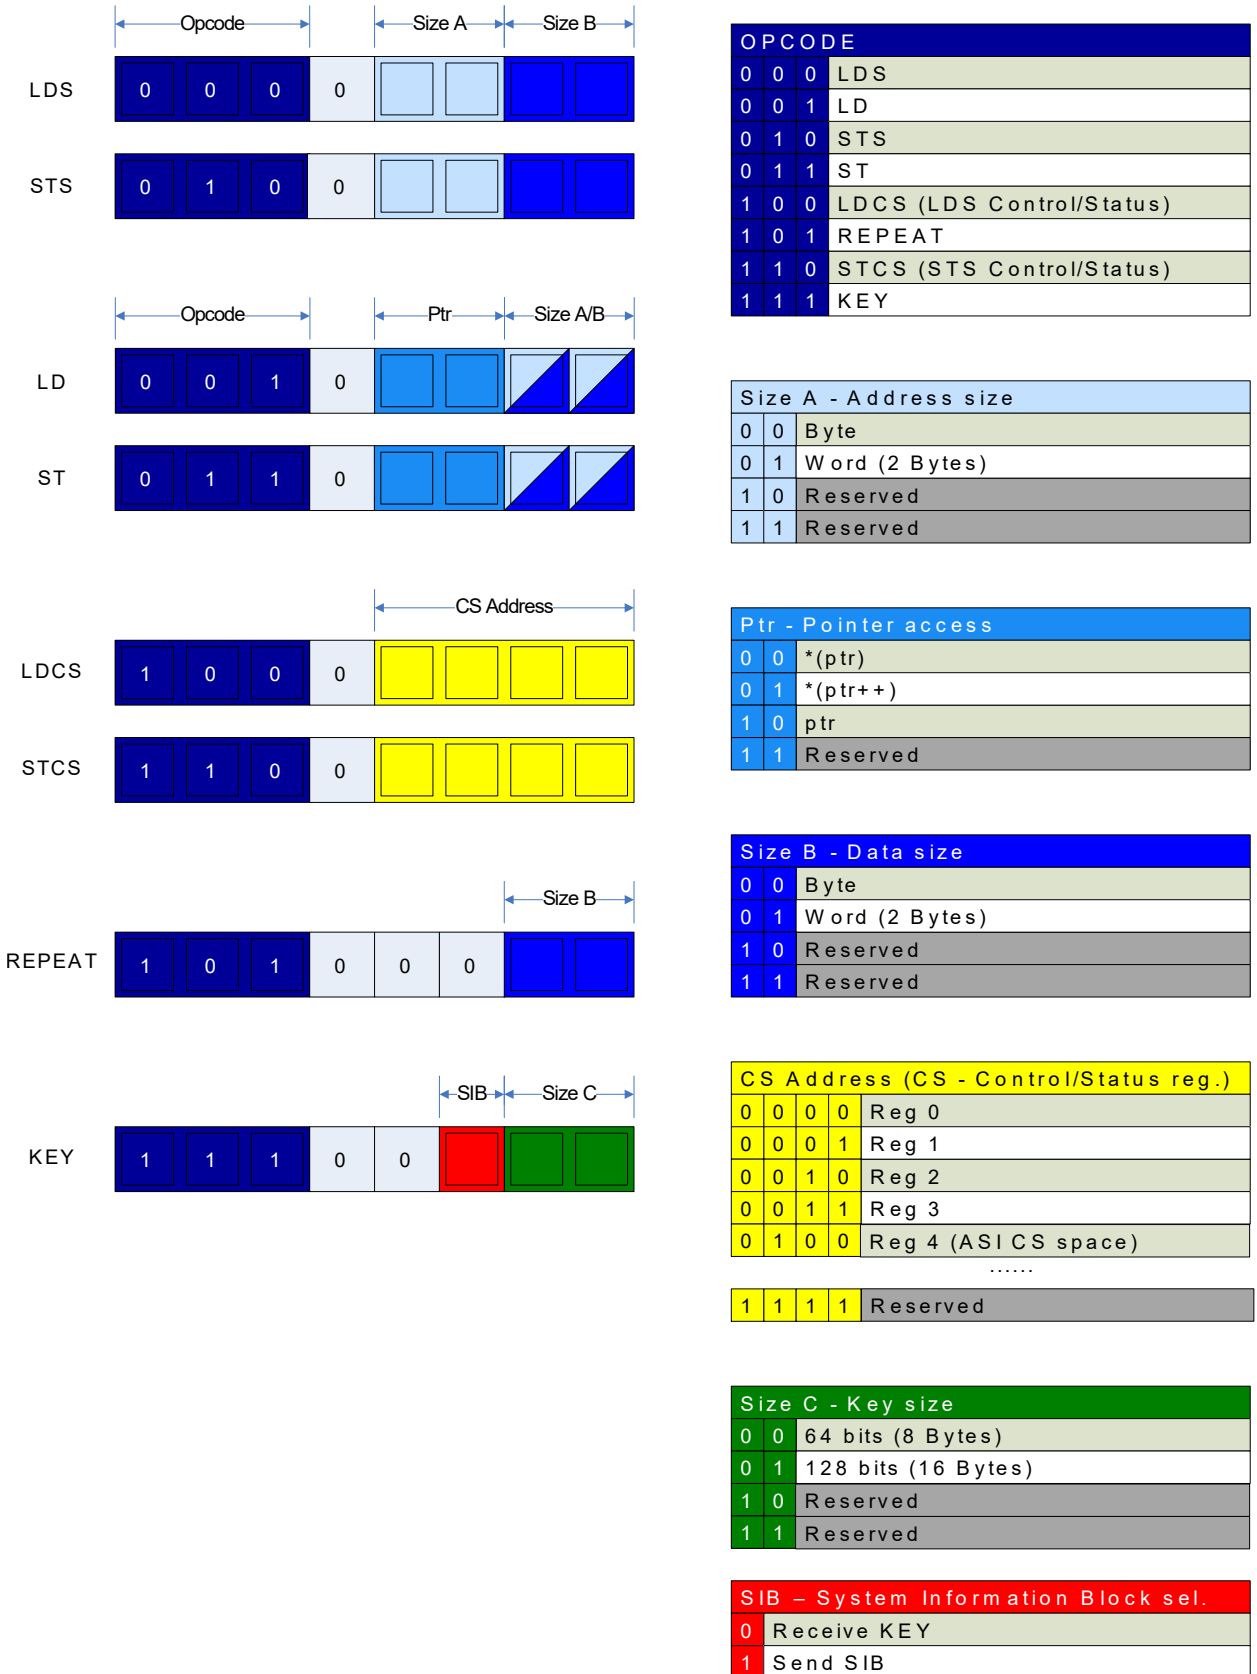 Opcode Size A Size B
LDS 0 0 0 0
STS 0 1 0 0
Opcode Ptr Size A/B
LD 0 0 1 0
ST 0 1 1 0
CS Address
LDCS 1 0 0 0
STCS 1 1 0 0
Size B
REPEAT 1 0 1 0 0 0
SIB Size C
KEY 1 1 1 0 0
OPCODE
0 0 0 LDS
0 0 1 LD
0 1 0 STS
0 1 1 ST
1 0 0 LDCS (LDS Control/Status)
1 0 1 REPEAT
1 1 0 STCS (STS Control/Status)
1 1 1 KEY
Size A - Address size
0 0 Byte
0 1 Word (2 Bytes)
1 0 Reserved
1 1 Reserved
Ptr - Pointer access
0 0 *(ptr)
0 1 *(ptr++)
1 0 ptr
1 1 Reserved
Size B - Data size
0 0 Byte
0 1 Word (2 Bytes)
1 0 Reserved
1 1 Reserved
CS Address (CS - Control/Status reg.)
0 0 0 0 Reg 0
0 0 0 1 Reg 1
0 0 1 0 Reg 2
0 0 1 1 Reg 3
0 1 0 0 Reg 4 (ASI CS space)
......
1 1 1 1 Reserved
Size C - Key size
0 0 64 bits (8 Bytes)
0 1 128 bits (16 Bytes)
1 0 Reserved
1 1 Reserved
SIB – System Information Block sel.
0 Receive KEY
1 Send SIB